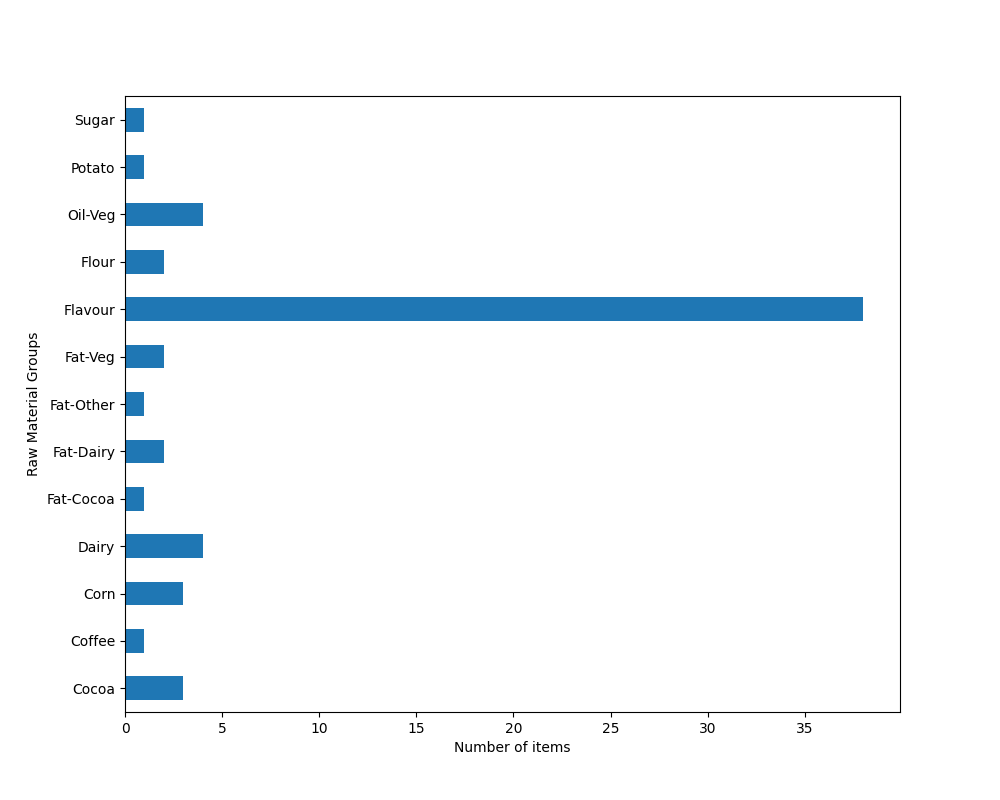 Sugar
Potato
Oil-Veg
Flour
Flavour
Fat-Veg
Fat-Other
Fat-Dairy
Fat-Cocoa
Dairy
Corn
Coffee
Cocoa
Raw Material Groups
0 5 10 15 20 25 30 35
Number of items